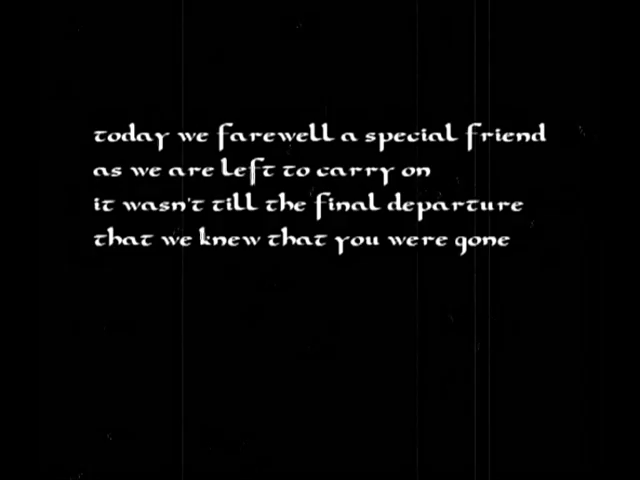 today we farewell a special friend
as we are left to carry on
it wasn't till the final departure
that we knew that you were gone